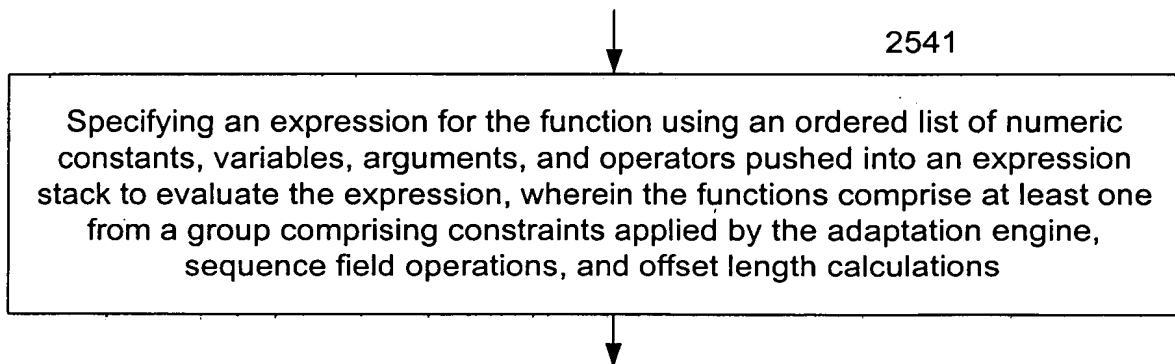 2541
Specifying an expression for the function using an ordered list of numeric
constants, variables, arguments, and operators pushed into an expression
stack to evaluate the expression, wherein the functions comprise at least one
from a group comprising constraints applied by the adaptation engine,
sequence field operations, and offset length calculations